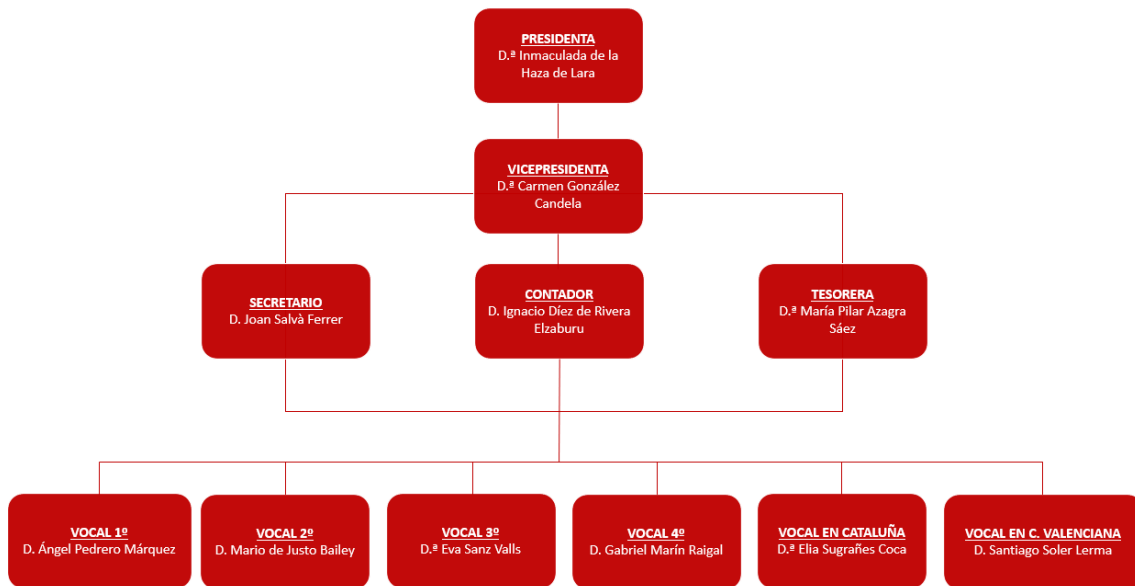 PRESIDENTA
D.ª Inmaculada de la
Haza de Lara
VICEPRESIDENTA
D.ª Carmen González
Candela
SECRETARIO
D. Joan Salvà Ferrer
CONTADOR
D. Ignacio Díez de Rivera
Elzaburu
TESORERA
D.ª María Pilar Azagra
Sáez
VOCAL 1º
D. Ángel Pedrero Márquez
VOCAL 2º
D. Mario de Justo Bailey
VOCAL 3º
D.ª Eva Sanz Valls
VOCAL 4º
D. Gabriel Marín Raigal
VOCAL EN CATALUÑA
D.ª Elia Sugrañes Coca
VOCAL EN C. VALENCIANA
D. Santiago Soler Lerma